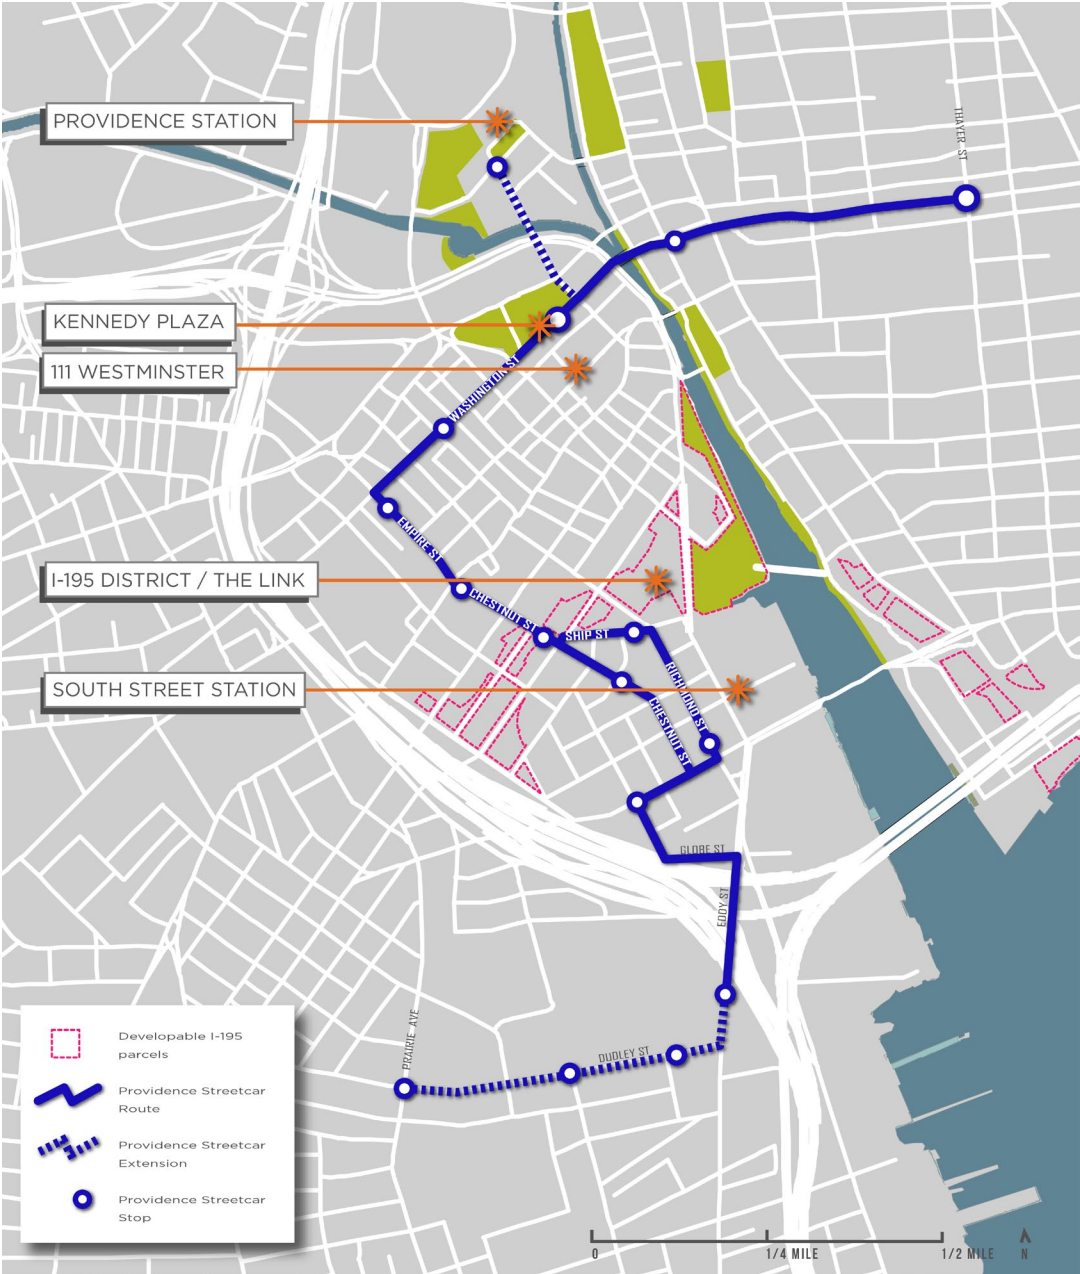 PROVIDENCE STATION
THAYER ST
KENNEDY PLAZA
111 WESTMINSTER
WASHINGTON ST
EMPIRE ST
I-195 DISTRICT / THE LINK
CHESTNUT ST
SHIP ST
RICHMOND ST
SOUTH STREET STATION
CHESTNUT ST
GLOBE ST
EDDY ST
PRAIRIE AVE
DUDLEY ST
Developable I-195
parcels
Providence Streetcar
Route
Providence Streetcar
Extension
Providence Streetcar
Stop
0
1/4 MILE
1/2 MILE
N